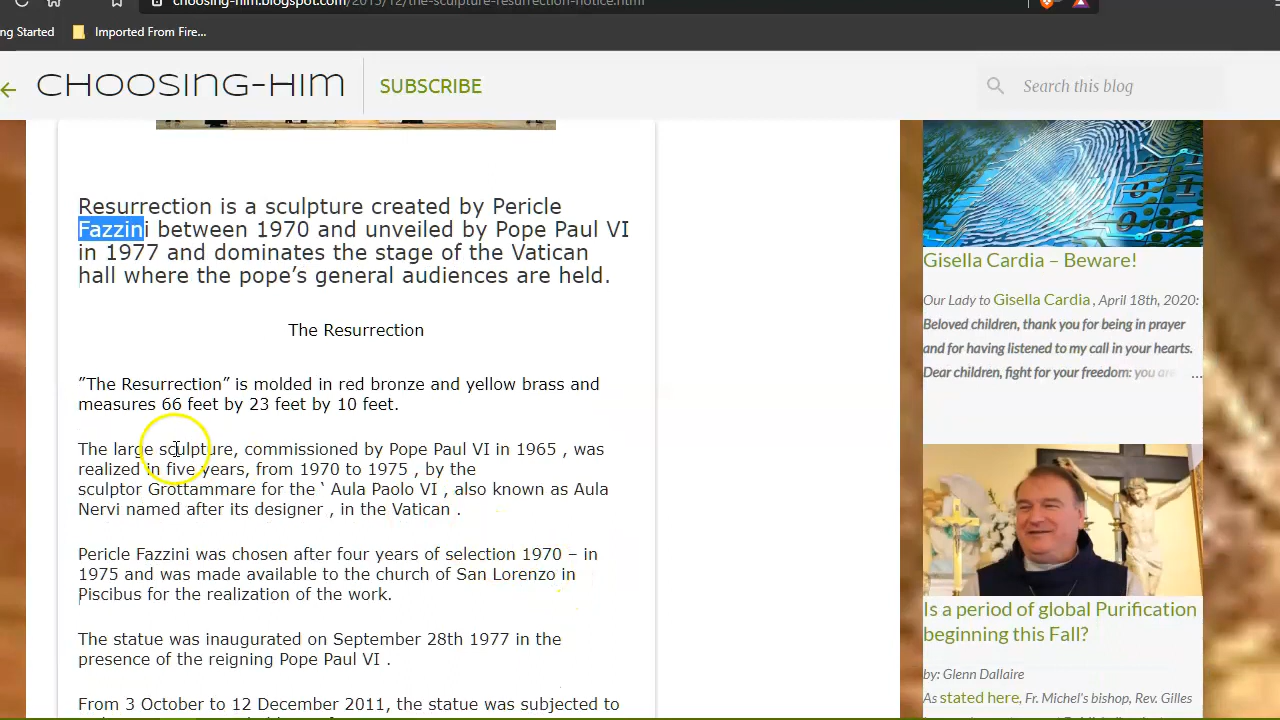 choosing-him.blogspot.com/2015/12/the-sculpture-resurrection-notice.html
ng Started
Imported From Fire...
CHOOSING-HIM
SUBSCRIBE
Search this blog
Resurrection is a sculpture created by Pericle
Fazzini between 1970 and unveiled by Pope Paul VI
in 1977 and dominates the stage of the Vatican
hall where the pope’s general audiences are held.
The Resurrection
”The Resurrection” is molded in red bronze and yellow brass and
measures 66 feet by 23 feet by 10 feet.
The large sculpture, commissioned by Pope Paul VI in 1965 , was
realized in five years, from 1970 to 1975 , by the
sculptor Grottammare for the ‘ Aula Paolo VI , also known as Aula
Nervi named after its designer , in the Vatican .
Pericle Fazzini was chosen after four years of selection 1970 – in
1975 and was made available to the church of San Lorenzo in
Piscibus for the realization of the work.
The statue was inaugurated on September 28th 1977 in the
presence of the reigning Pope Paul VI .
From 3 October to 12 December 2011, the statue was subjected to
Gisella Cardia – Beware!
Our Lady to Gisella Cardia , April 18th, 2020:
Beloved children, thank you for being in prayer
and for having listened to my call in your hearts.
Dear children, fight for your freedom: you are ...
Is a period of global Purification
beginning this Fall?
by: Glenn Dallaire
As stated here, Fr. Michel's bishop, Rev. Gilles